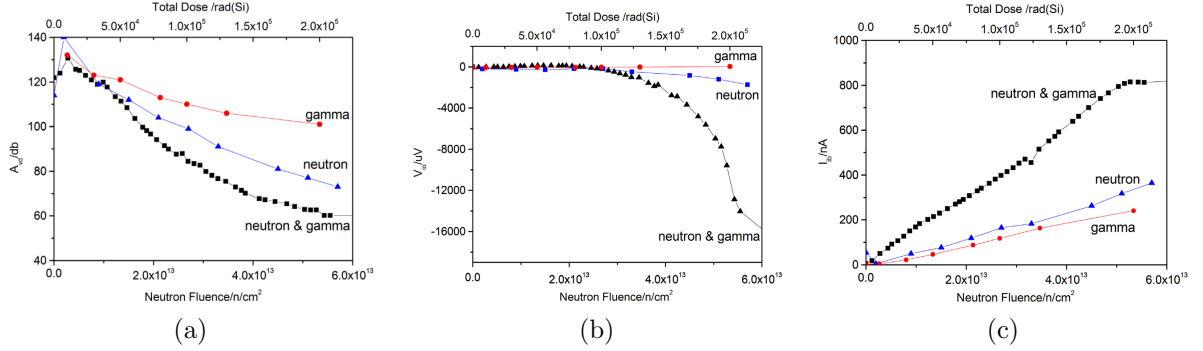 Total Dose /rad(Si)
0.0 5.0x10⁴ 1.0x10⁵ 1.5x10⁵ 2.0x10⁵
140
120
100
80
60
40
A_vd/db
gamma
neutron
neutron & gamma
0.0 2.0x10¹³ 4.0x10¹³ 6.0x10¹³
Neutron Fluence/n/cm²
(a)
Total Dose /rad(Si)
0.0 5.0x10⁴ 1.0x10⁵ 1.5x10⁵ 2.0x10⁵
0
-4000
-8000
-12000
-16000
V_io/uV
gamma
neutron
neutron & gamma
0.0 2.0x10¹³ 4.0x10¹³ 6.0x10¹³
Neutron Fluence/n/cm²
(b)
Total Dose /rad(Si)
0.0 5.0x10⁴ 1.0x10⁵ 1.5x10⁵ 2.0x10⁵
1000
800
600
400
200
0
I_ib/nA
neutron & gamma
neutron
gamma
0.0 2.0x10¹³ 4.0x10¹³ 6.0x10¹³
Neutron Fluence/n/cm²
(c)